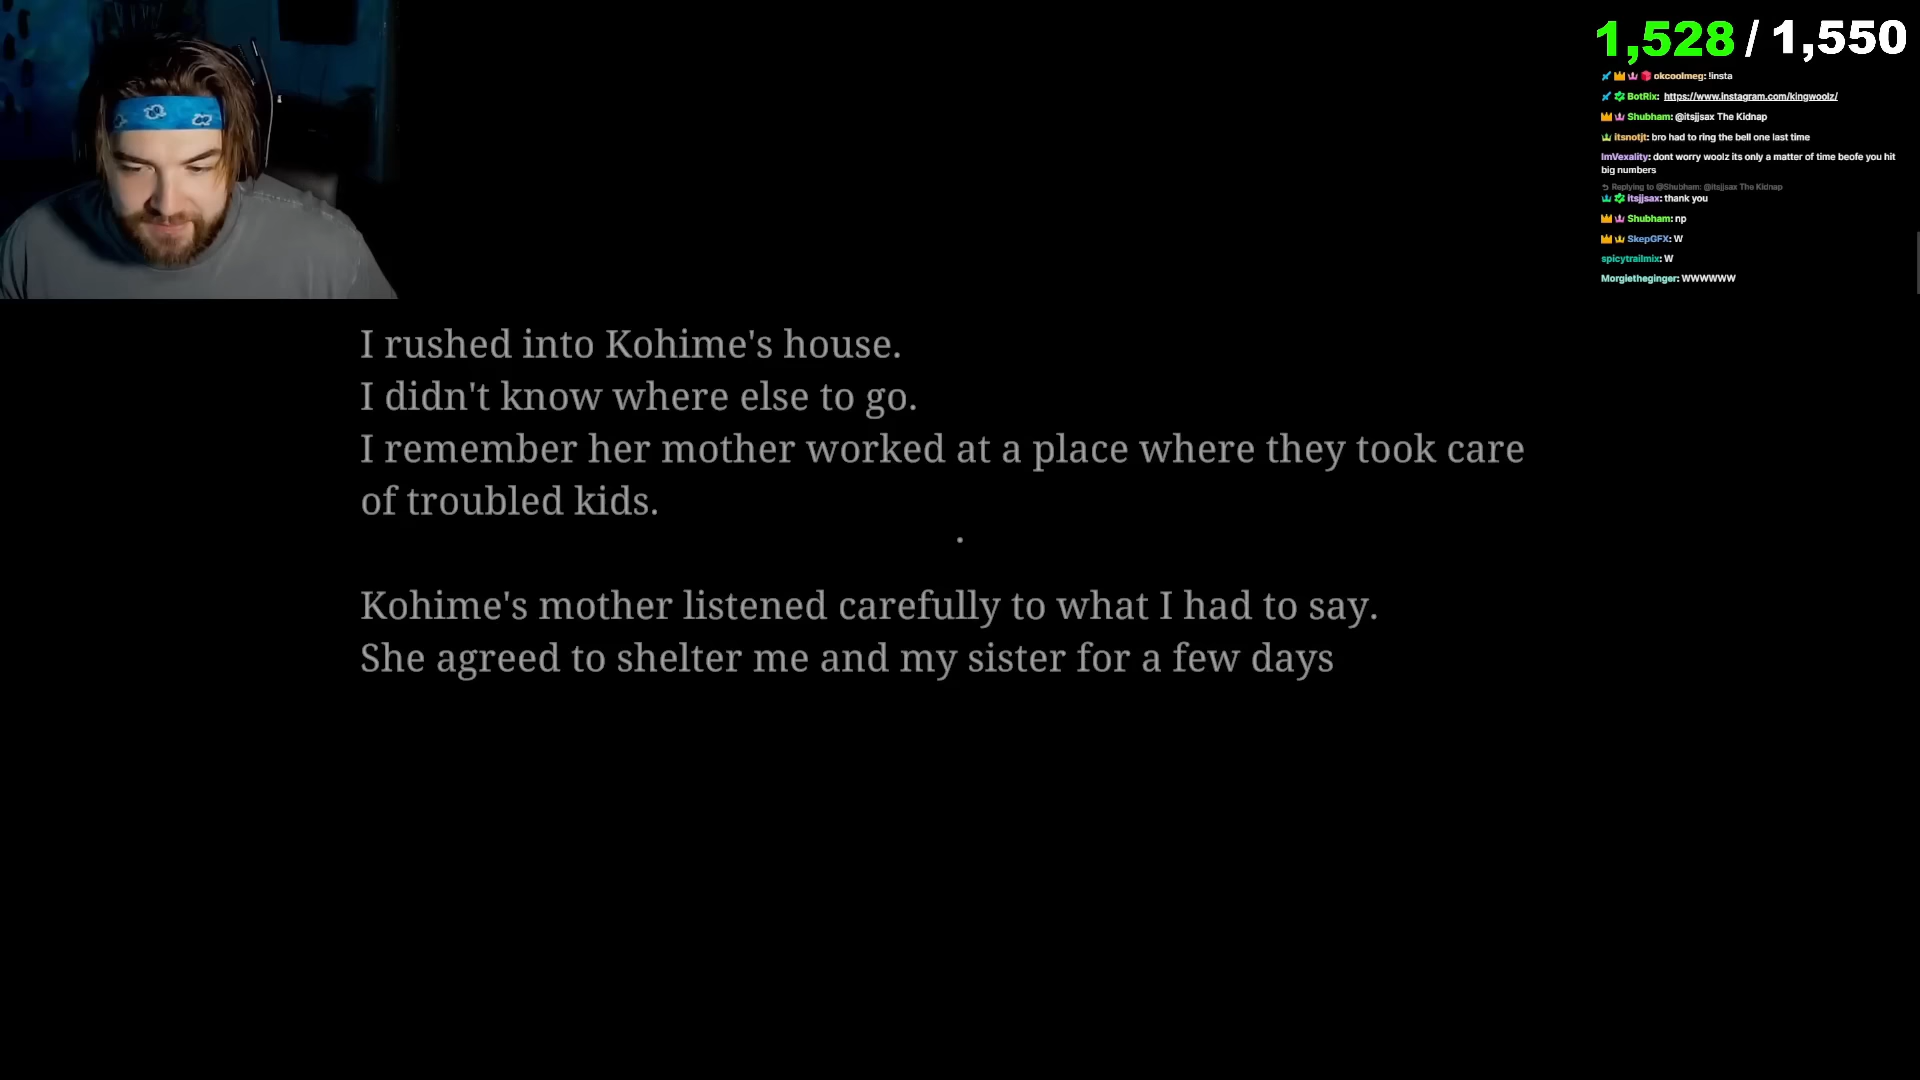 1,528 / 1,550
okcoolmeg: !insta
BotRix: https://www.instagram.com/kingwoolz/
Shubham: @itsjjsax The Kidnap
itsnotjt: bro had to ring the bell one last time
ImVexality: dont worry woolz its only a matter of time beofe you hit
big numbers
Replying to @Shubham: @itsjjsax The Kidnap
itsjjsax: thank you
Shubham: np
SkepGFX: W
spicytrailmix: W
Morgietheginger: WWWWWW
I rushed into Kohime's house.
I didn't know where else to go.
I remember her mother worked at a place where they took care
of troubled kids.
Kohime's mother listened carefully to what I had to say.
She agreed to shelter me and my sister for a few days